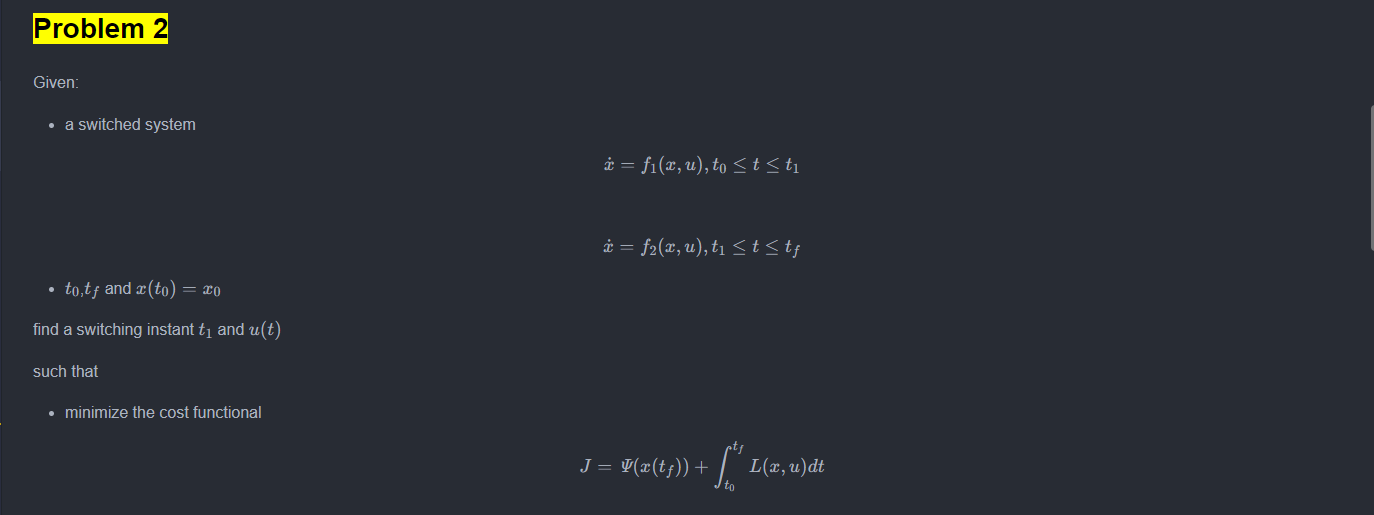 Problem 2
Given:
• a switched system
ẋ = f₁(x, u), t₀ ≤ t ≤ t₁
ẋ = f₂(x, u), t₁ ≤ t ≤ t_f
• t₀,t_f and x(t₀) = x₀
find a switching instant t₁ and u(t)
such that
• minimize the cost functional
J = Ψ(x(t_f)) + ∫_{t₀}^{t_f} L(x, u)dt